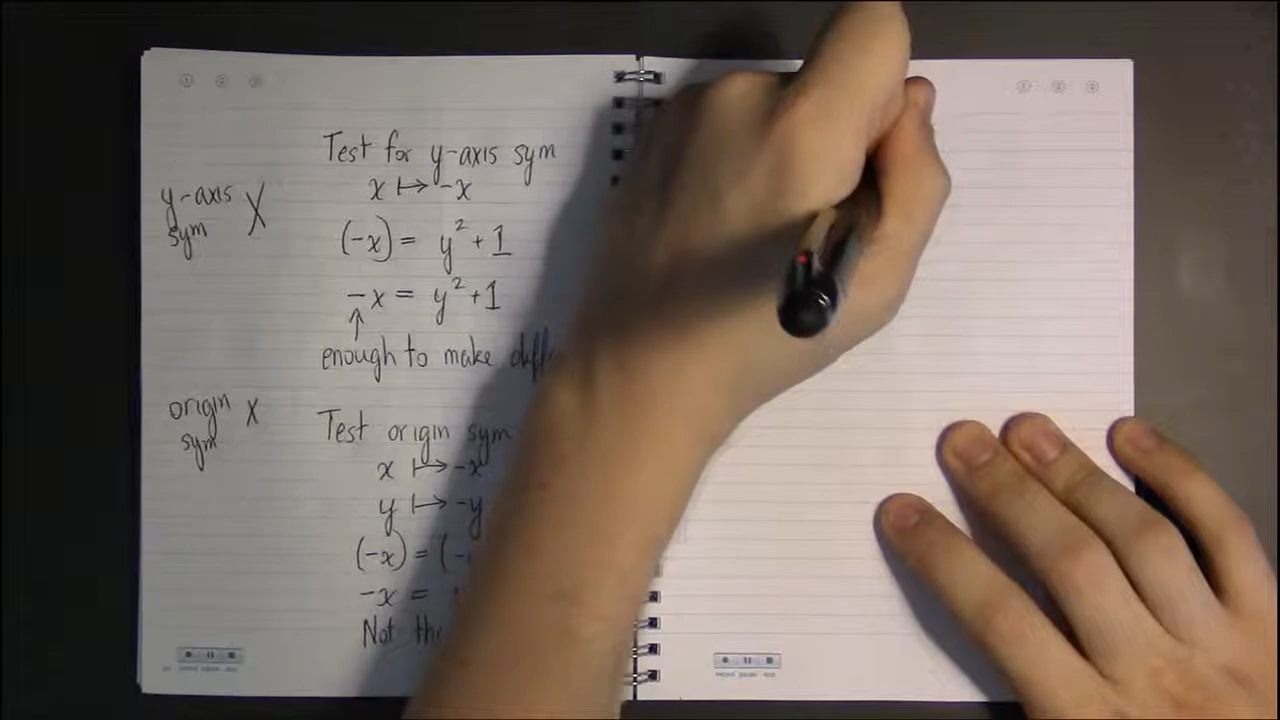 Test for y-axis sym
y-axis sym X
x ↦ -x
(-x) = y² + 1
-x = y² + 1
↑
enough to make
origin sym X
Test origin sym
x ↦ -x
y ↦ -y
(-x) = (-
-x =
Not